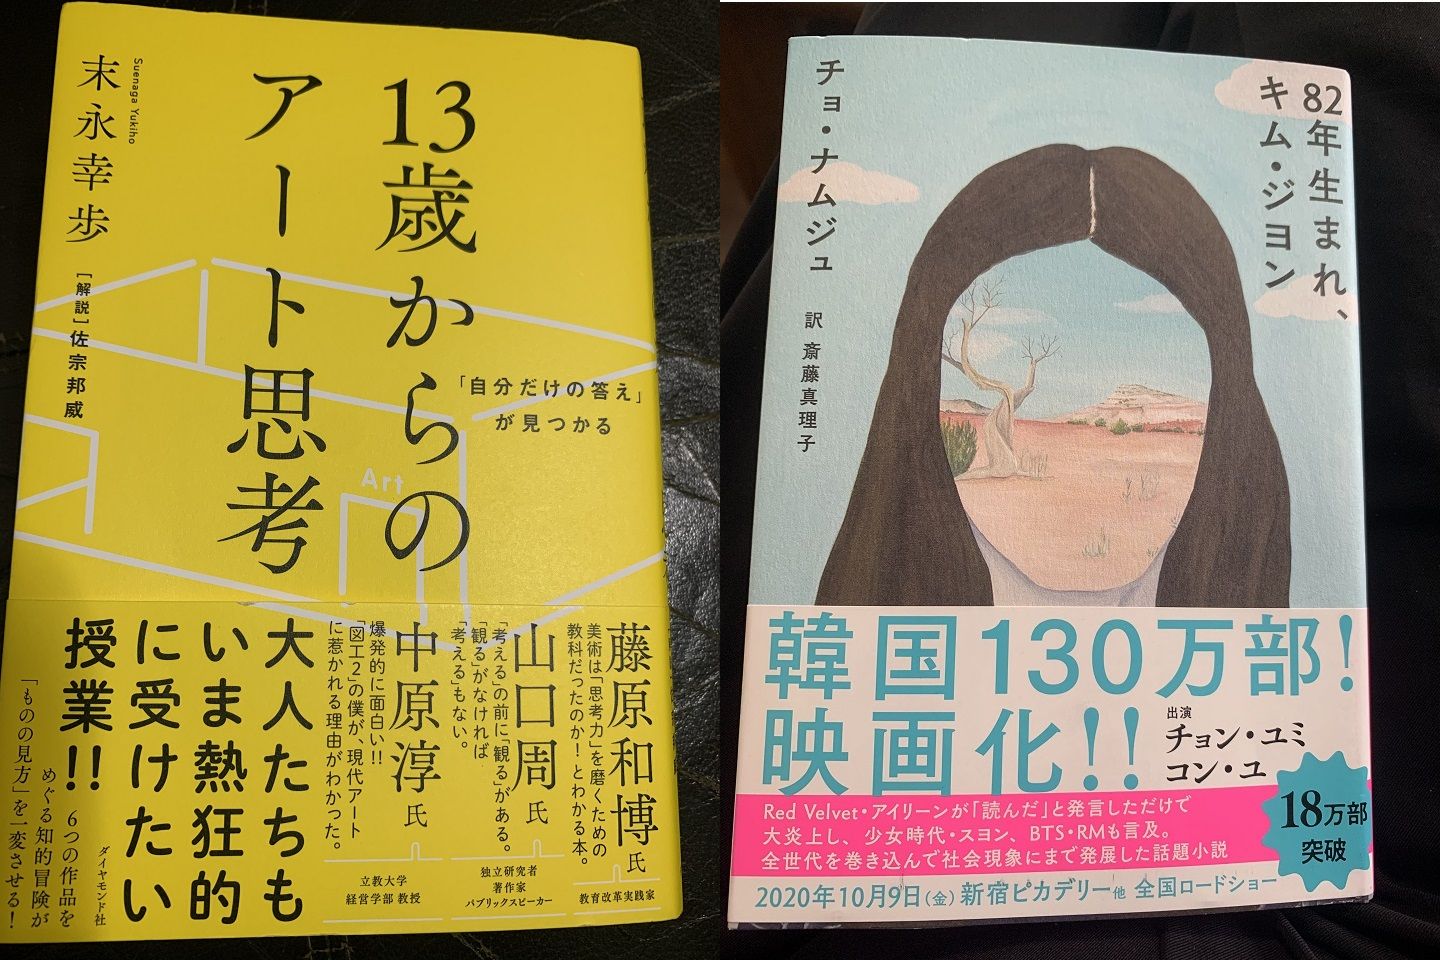 13歳からの
アート思考
「自分だけの答え」
が見つかる
Art
Suenaga Yukiho
末永幸歩
［解説］佐宗邦威
藤原和博氏
美術は「思考力」を磨くための
教科だったのか！とわかる本。
教育改革実践家
山口周氏
「考える」の前に「観る」がある。
「観る」がなければ
「考える」もない。
独立研究者
著作家
パブリックスピーカー
中原淳氏
爆発的に面白い!!
「図工2」の僕が、現代アート
に惹かれる理由がわかった。
立教大学
経営学部 教授
大人たちも
いま熱狂的
に受けたい
授業!!
6つの作品を
めぐる知的冒険が
「ものの見方」を一変させる！
ダイヤモンド社
82年生まれ、
キム・ジヨン
チョ・ナムジュ
訳 斎藤真理子
韓国130万部！
映画化!!
出演
チョン・ユミ
コン・ユ
Red Velvet・アイリーンが「読んだ」と発言しただけで
大炎上し、少女時代・スヨン、BTS・RMも言及。
全世代を巻き込んで社会現象にまで発展した話題小説
18万部
突破
2020年10月9日(金)新宿ピカデリー他 全国ロードショー